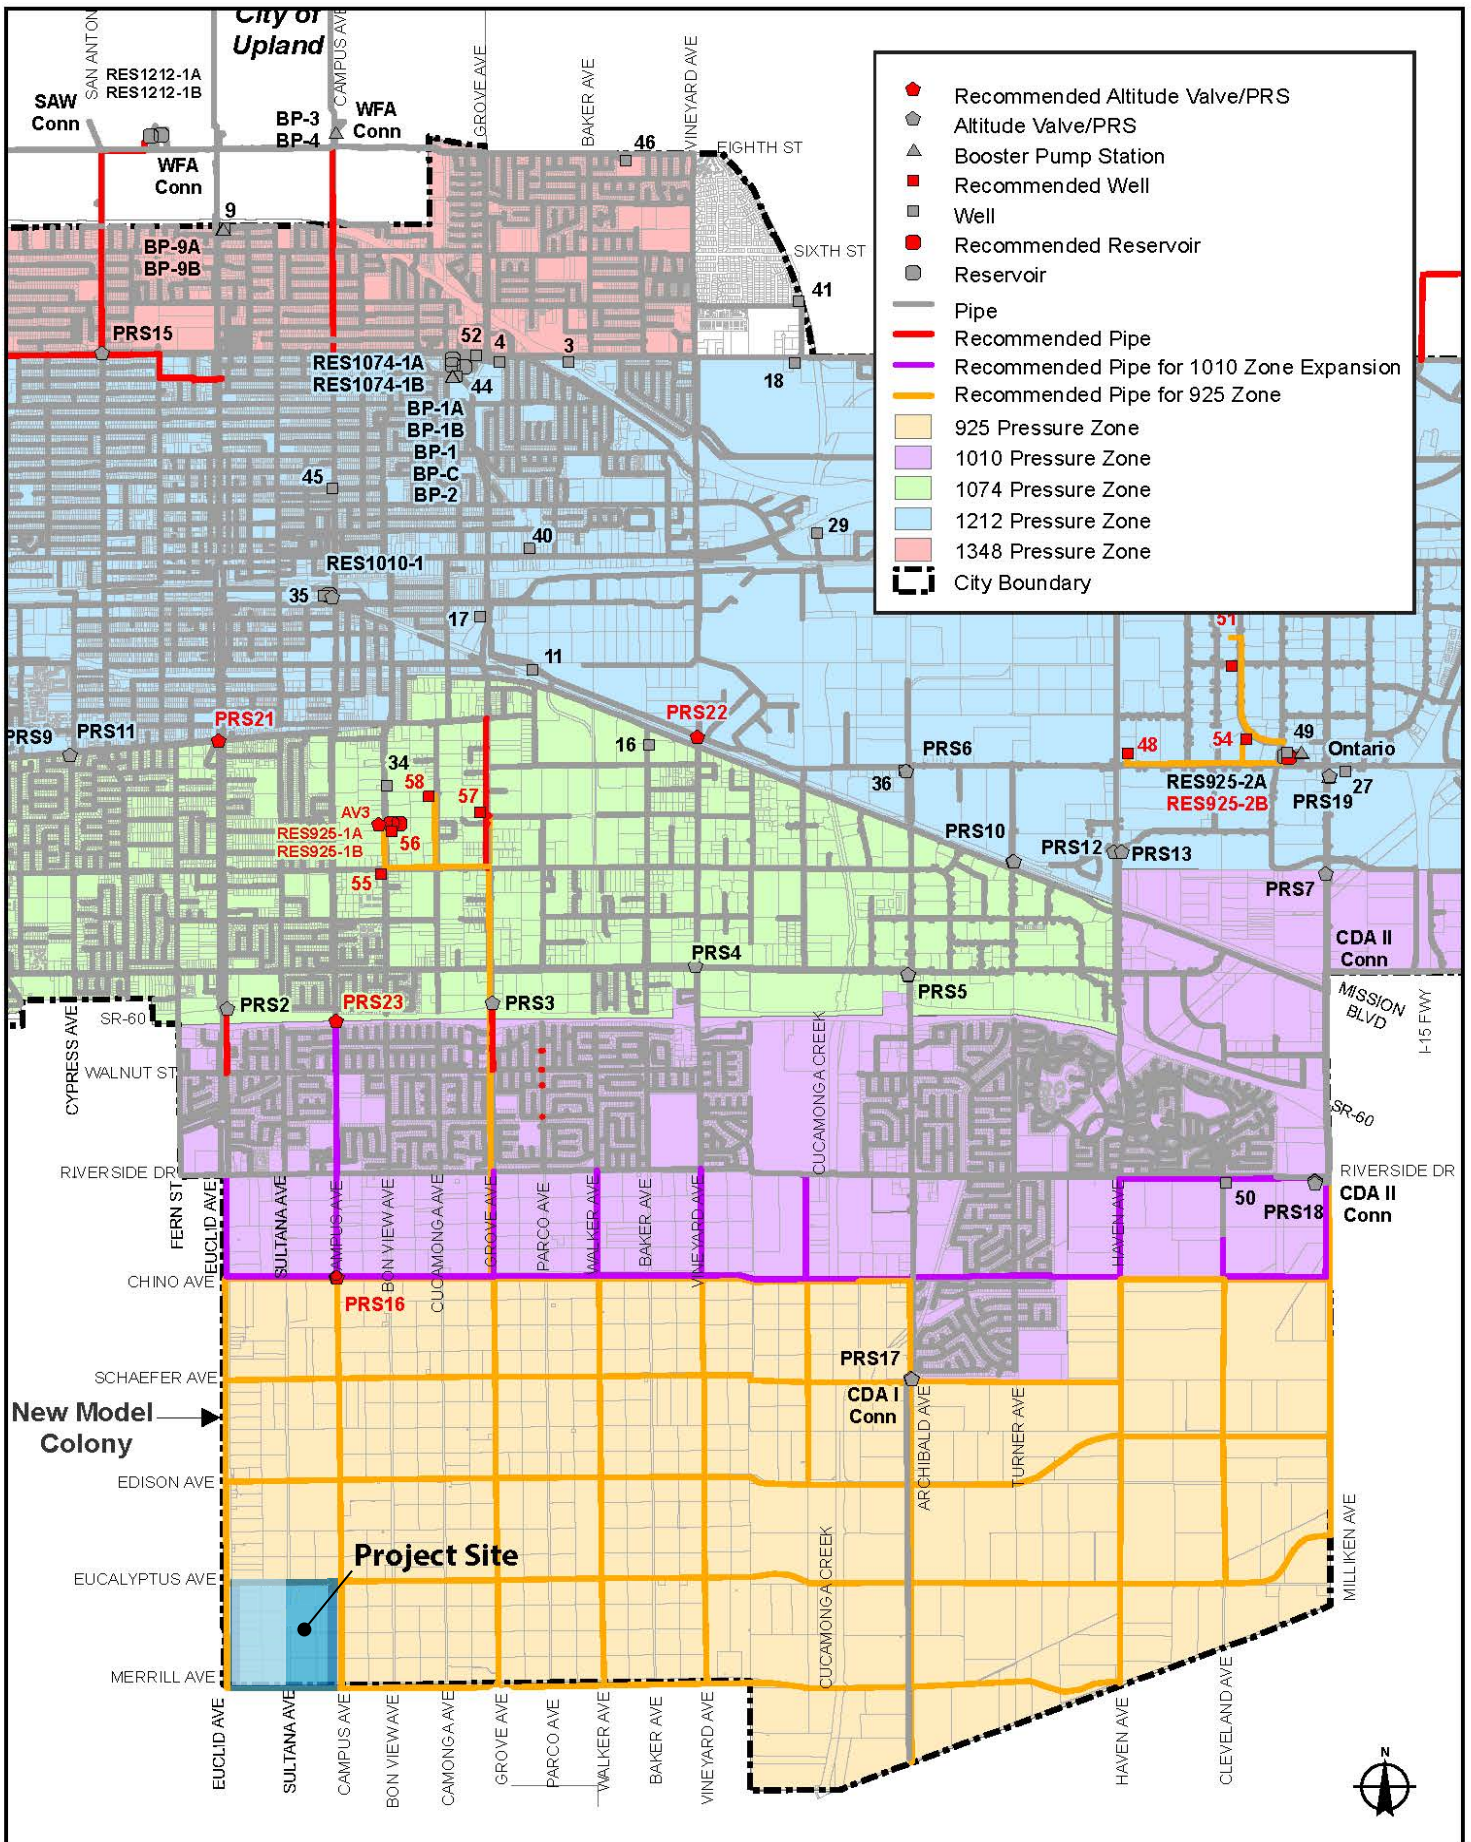 City of
Upland
SAN ANTON
CAMPUS AVE
GROVE AVE
BAKER AVE
VINEYARD AVE
RES1212-1A
RES1212-1B
SAW
Conn
BP-3
BP-4
WFA
Conn
WFA
Conn
46
EIGHTH ST
9
BP-9A
BP-9B
SIXTH ST
41
PRS15
RES1074-1A
RES1074-1B
52
4
3
44
18
BP-1A
BP-1B
BP-1
BP-C
BP-2
45
40
29
RES1010-1
35
17
11
Recommended Altitude Valve/PRS
Altitude Valve/PRS
Booster Pump Station
Recommended Well
Well
Recommended Reservoir
Reservoir
Pipe
Recommended Pipe
Recommended Pipe for 1010 Zone Expansion
Recommended Pipe for 925 Zone
925 Pressure Zone
1010 Pressure Zone
1074 Pressure Zone
1212 Pressure Zone
1348 Pressure Zone
City Boundary
51
PRS9
PRS11
PRS21
PRS22
16
PRS6
36
48
54
49
Ontario
RES925-2A
RES925-2B
PRS19
27
34
58
57
AV3
RES925-1A
RES925-1B
56
55
PRS10
PRS12
PRS13
PRS7
CDA II
Conn
PRS4
PRS5
PRS2
PRS23
PRS3
SR-60
CYPRESS AVE
WALNUT ST
CUCAMONGA CREEK
MISSION
BLVD
I-15 FWY
SR-60
RIVERSIDE DR
RIVERSIDE DR
FERN ST
EUCLID AVE
SULTANA AVE
AMPUS AVE
BON VIEW AVE
CUCAMONGA AVE
GROVE AVE
PARCO AVE
WALKER AVE
BAKER AVE
VINEYARD AVE
HAVEN AVE
50
PRS18
CDA II
Conn
CHINO AVE
PRS16
PRS17
CDA I
Conn
SCHAEFER AVE
New Model
Colony
ARCHIBALD AVE
TURNER AVE
EDISON AVE
Project Site
CUCAMONGA CREEK
MILLIKEN AVE
EUCALYPTUS AVE
MERRILL AVE
EUCLID AVE
SULTANA AVE
CAMPUS AVE
BON VIEW AVE
CAMONGA AVE
GROVE AVE
PARCO AVE
WALKER AVE
BAKER AVE
VINEYARD AVE
HAVEN AVE
CLEVELAND AVE
N